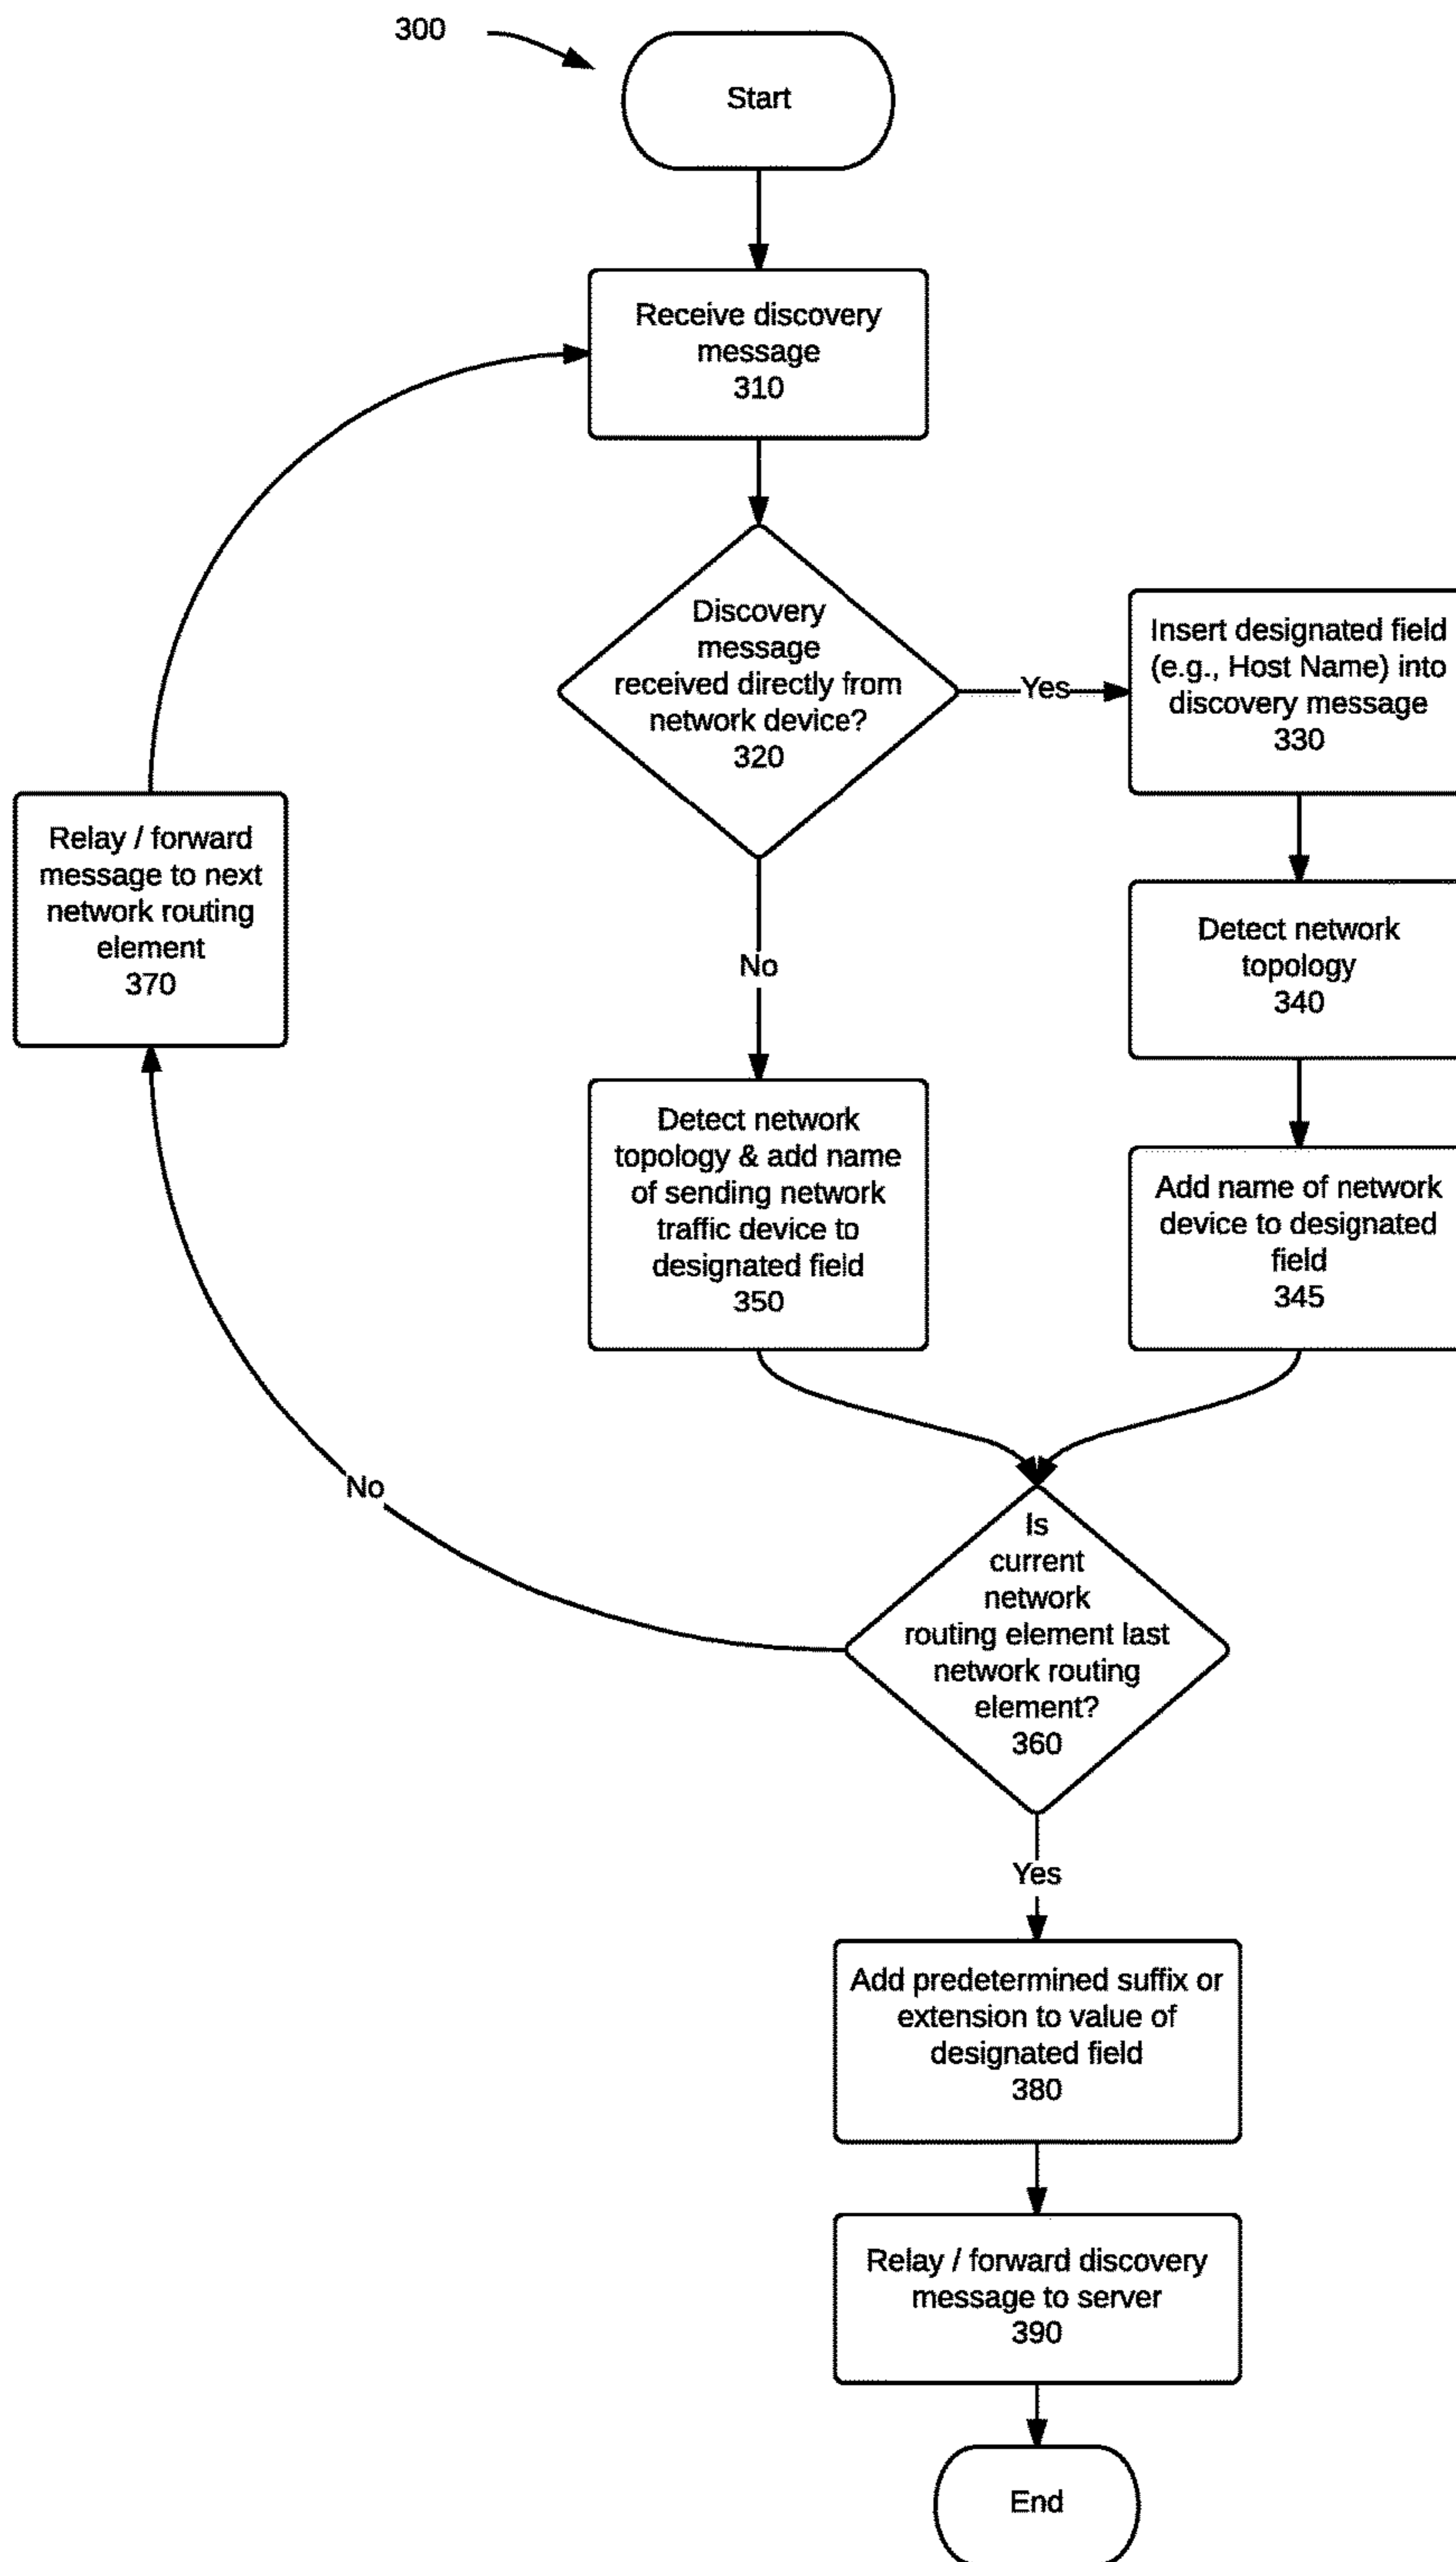 300
Start
Receive discovery
message
310
Discovery
message
received directly from
network device?
320
Yes
Insert designated field
(e.g., Host Name) into
discovery message
330
Relay / forward
message to next
network routing
element
370
No
Detect network
topology
340
Detect network
topology & add name
of sending network
traffic device to
designated field
350
Add name of network
device to designated
field
345
No
Is
current
network
routing element last
network routing
element?
360
Yes
Add predetermined suffix or
extension to value of
designated field
380
Relay / forward discovery
message to server
390
End